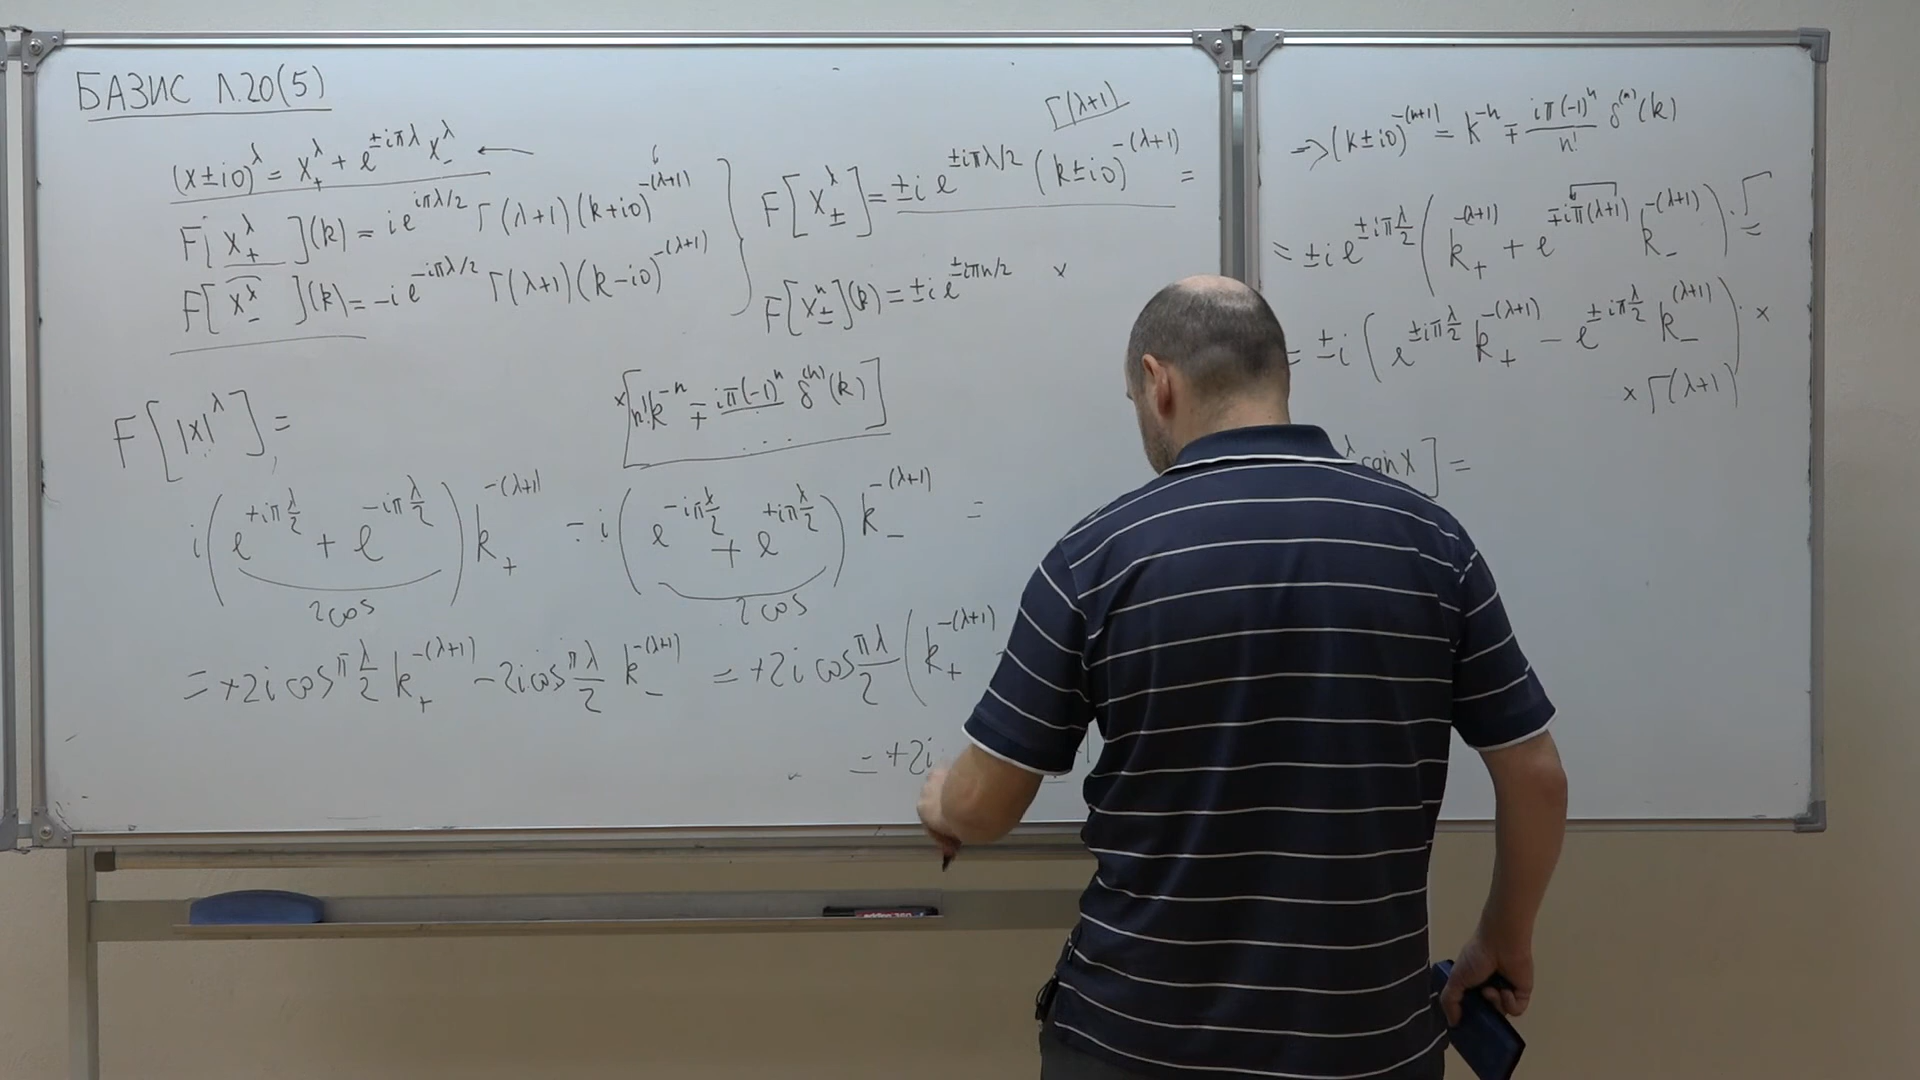 БАЗИС Л.20(5)
(x±i0)^λ = x_+^λ + e^{±iπλ} x_-^λ ←
F[x_+^λ](k) = i e^{iπλ/2} Γ(λ+1)(k+i0)^{-(λ+1)}
F[x_-^λ](k) = -i e^{-iπλ/2} Γ(λ+1)(k-i0)^{-(λ+1)}
Γ(λ+1)
F[x_±^λ] = ±i e^{±iπλ/2} (k±i0)^{-(λ+1)} =
F[x_±^n](k) = ±i e^{±iπn/2} ×
×[n! k^{-n} ∓ iπ(-1)^n δ^{(n)}(k)]
...
F[|x|^λ] =
i(e^{+iπλ/2} + e^{-iπλ/2}) k_+^{-(λ+1)} - i(e^{-iπλ/2} + e^{+iπλ/2}) k_-^{-(λ+1)} =
2cos 2cos
= +2i cos πλ/2 k_+^{-(λ+1)} - 2i cos πλ/2 k_-^{-(λ+1)} = +2i cos πλ/2 (k_+^{-(λ+1)}
= +2i
⇒ (k±i0)^{-(n+1)} = k^{-n} ∓ iπ(-1)^n/n! δ^{(n)}(k)
= ±i e^{±iπλ/2} (k_+^{-(λ+1)} + e^{∓iπ(λ+1)} k_-^{-(λ+1)}) · Γ =
= ±i (e^{±iπλ/2} k_+^{-(λ+1)} - e^{±iπλ/2} k_-^{(λ+1)}) · ×
× Γ(λ+1)
λ sgn x] =
edding 360